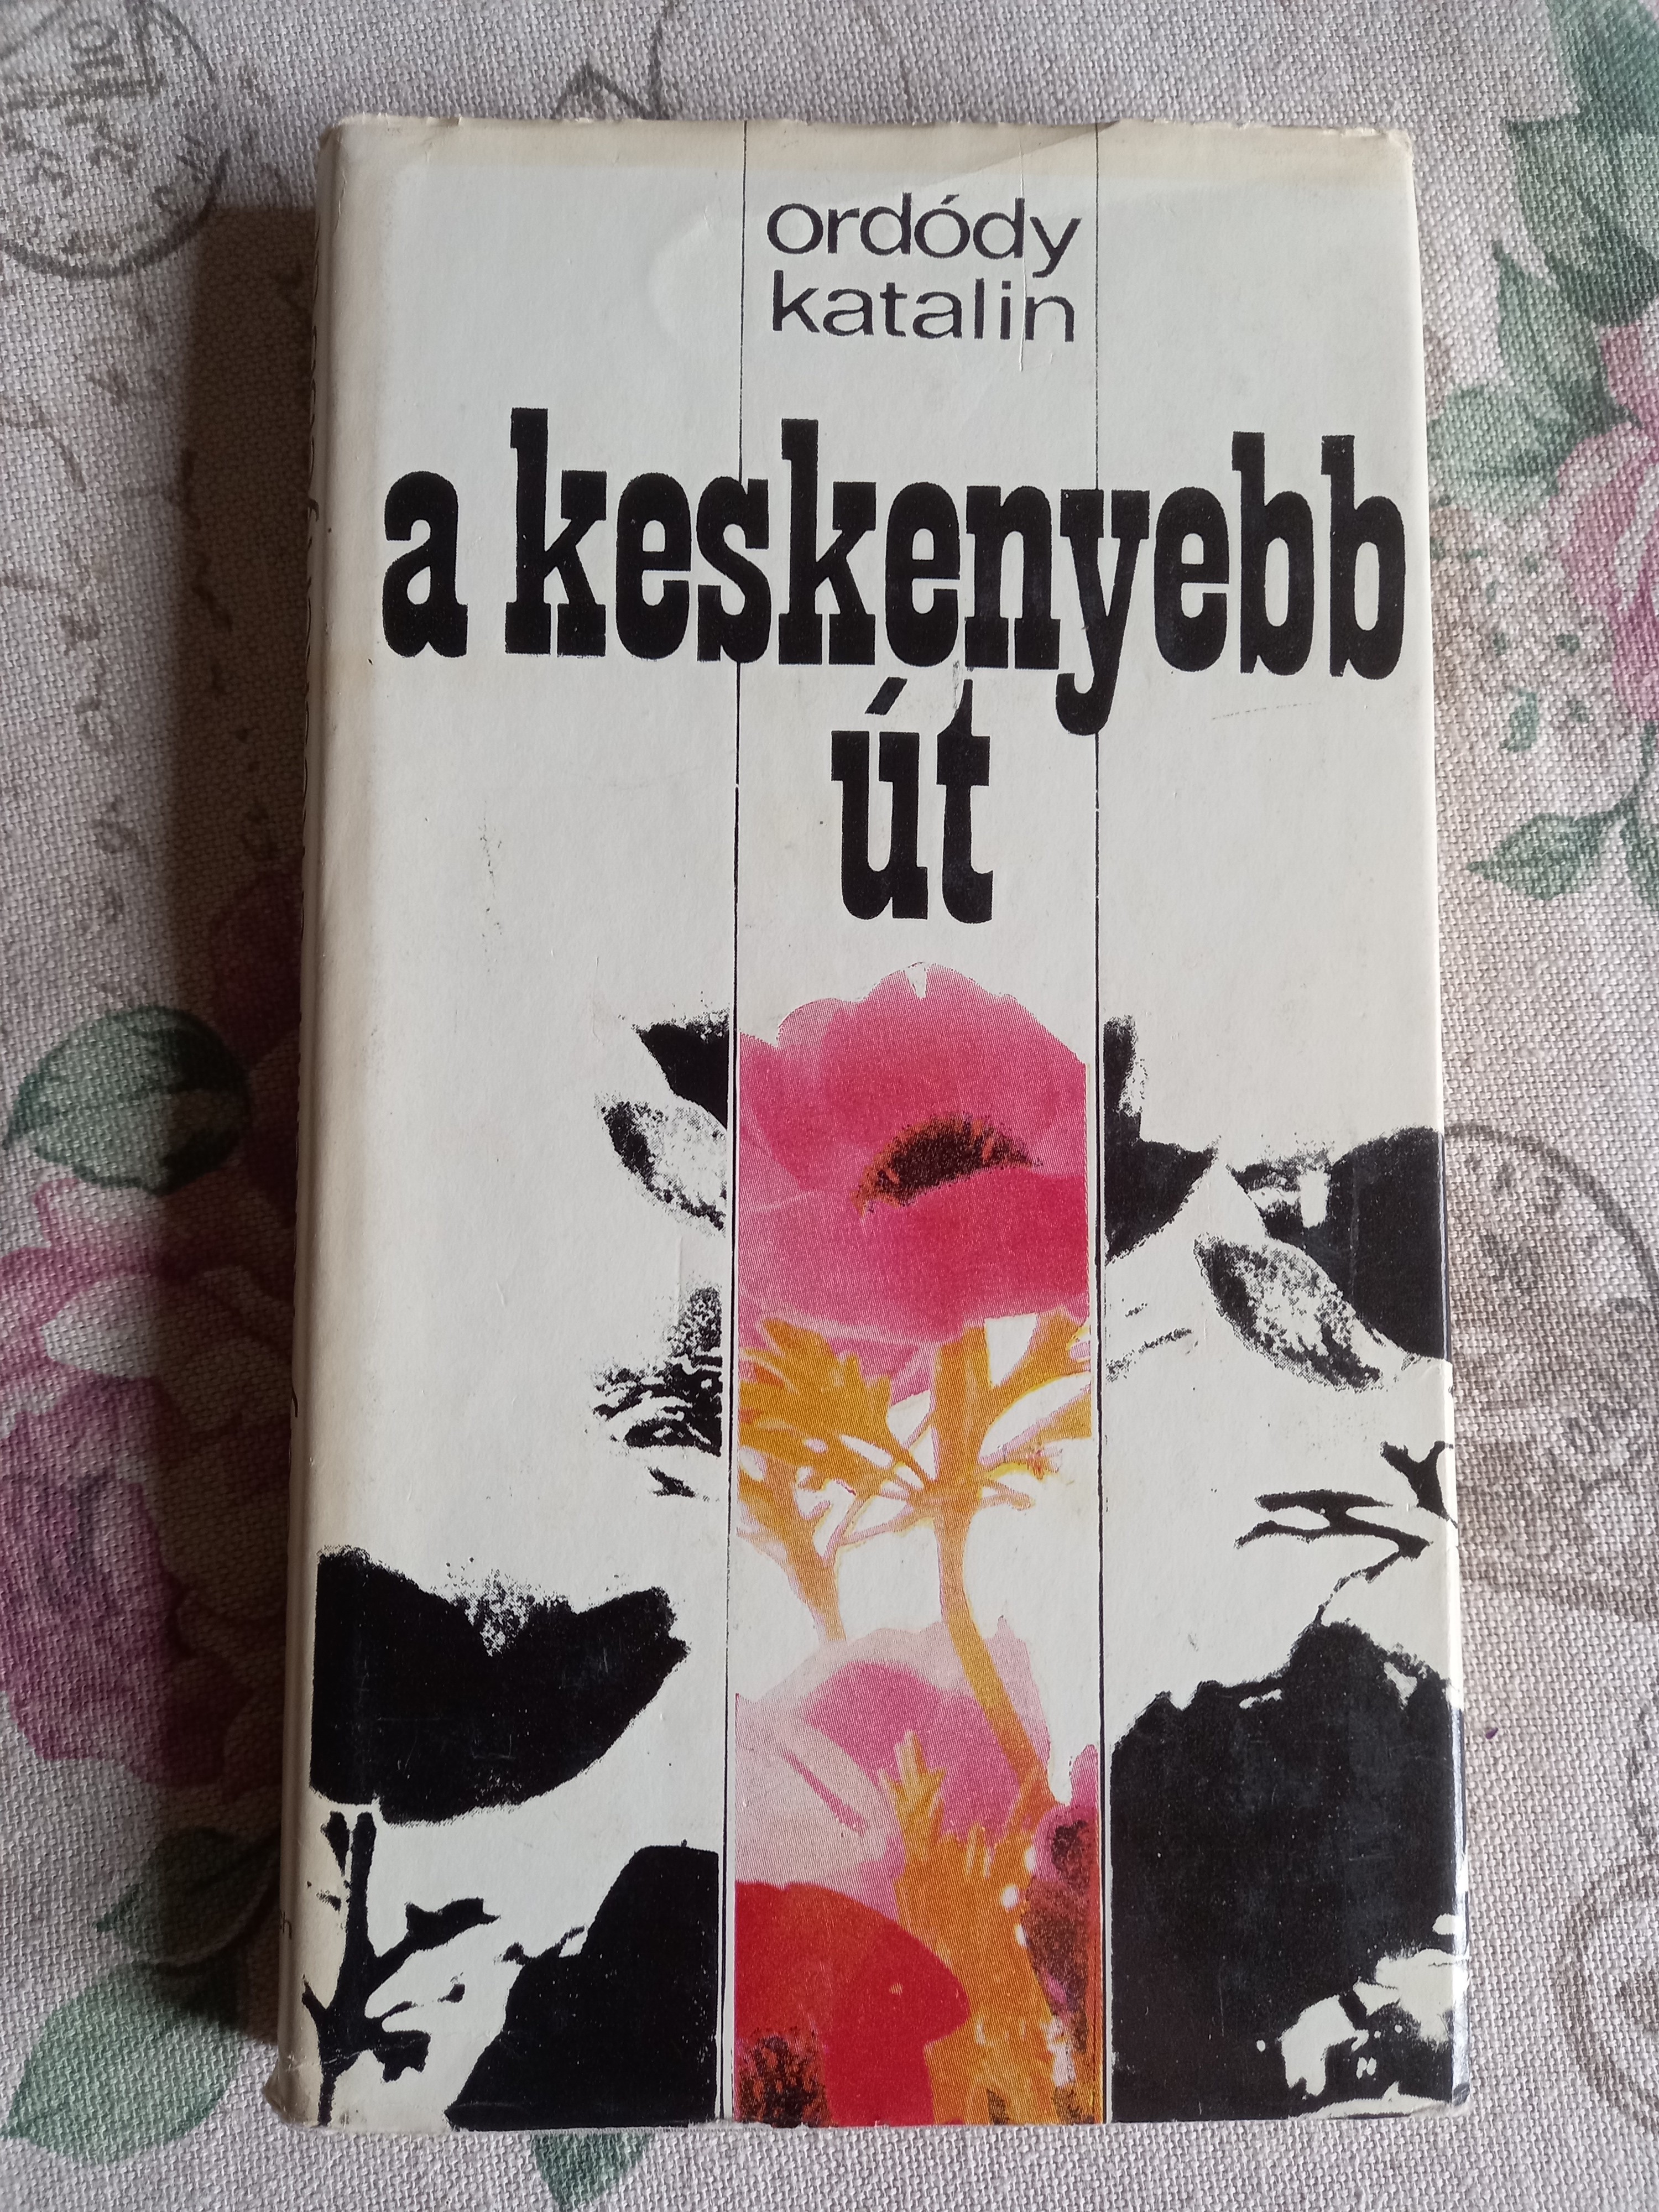 ordódy
katalin
a keskenyebb
út